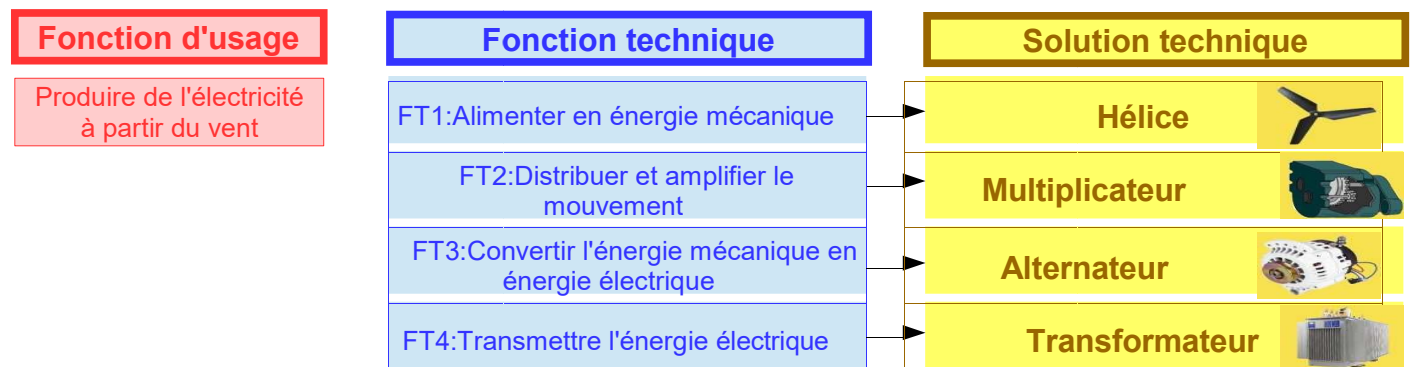 Fonction d'usage
Fonction technique
Solution technique
Produire de l'électricité
à partir du vent
FT1:Alimenter en énergie mécanique
Hélice
FT2:Distribuer et amplifier le
mouvement
Multiplicateur
FT3:Convertir l'énergie mécanique en
énergie électrique
Alternateur
FT4:Transmettre l'énergie électrique
Transformateur